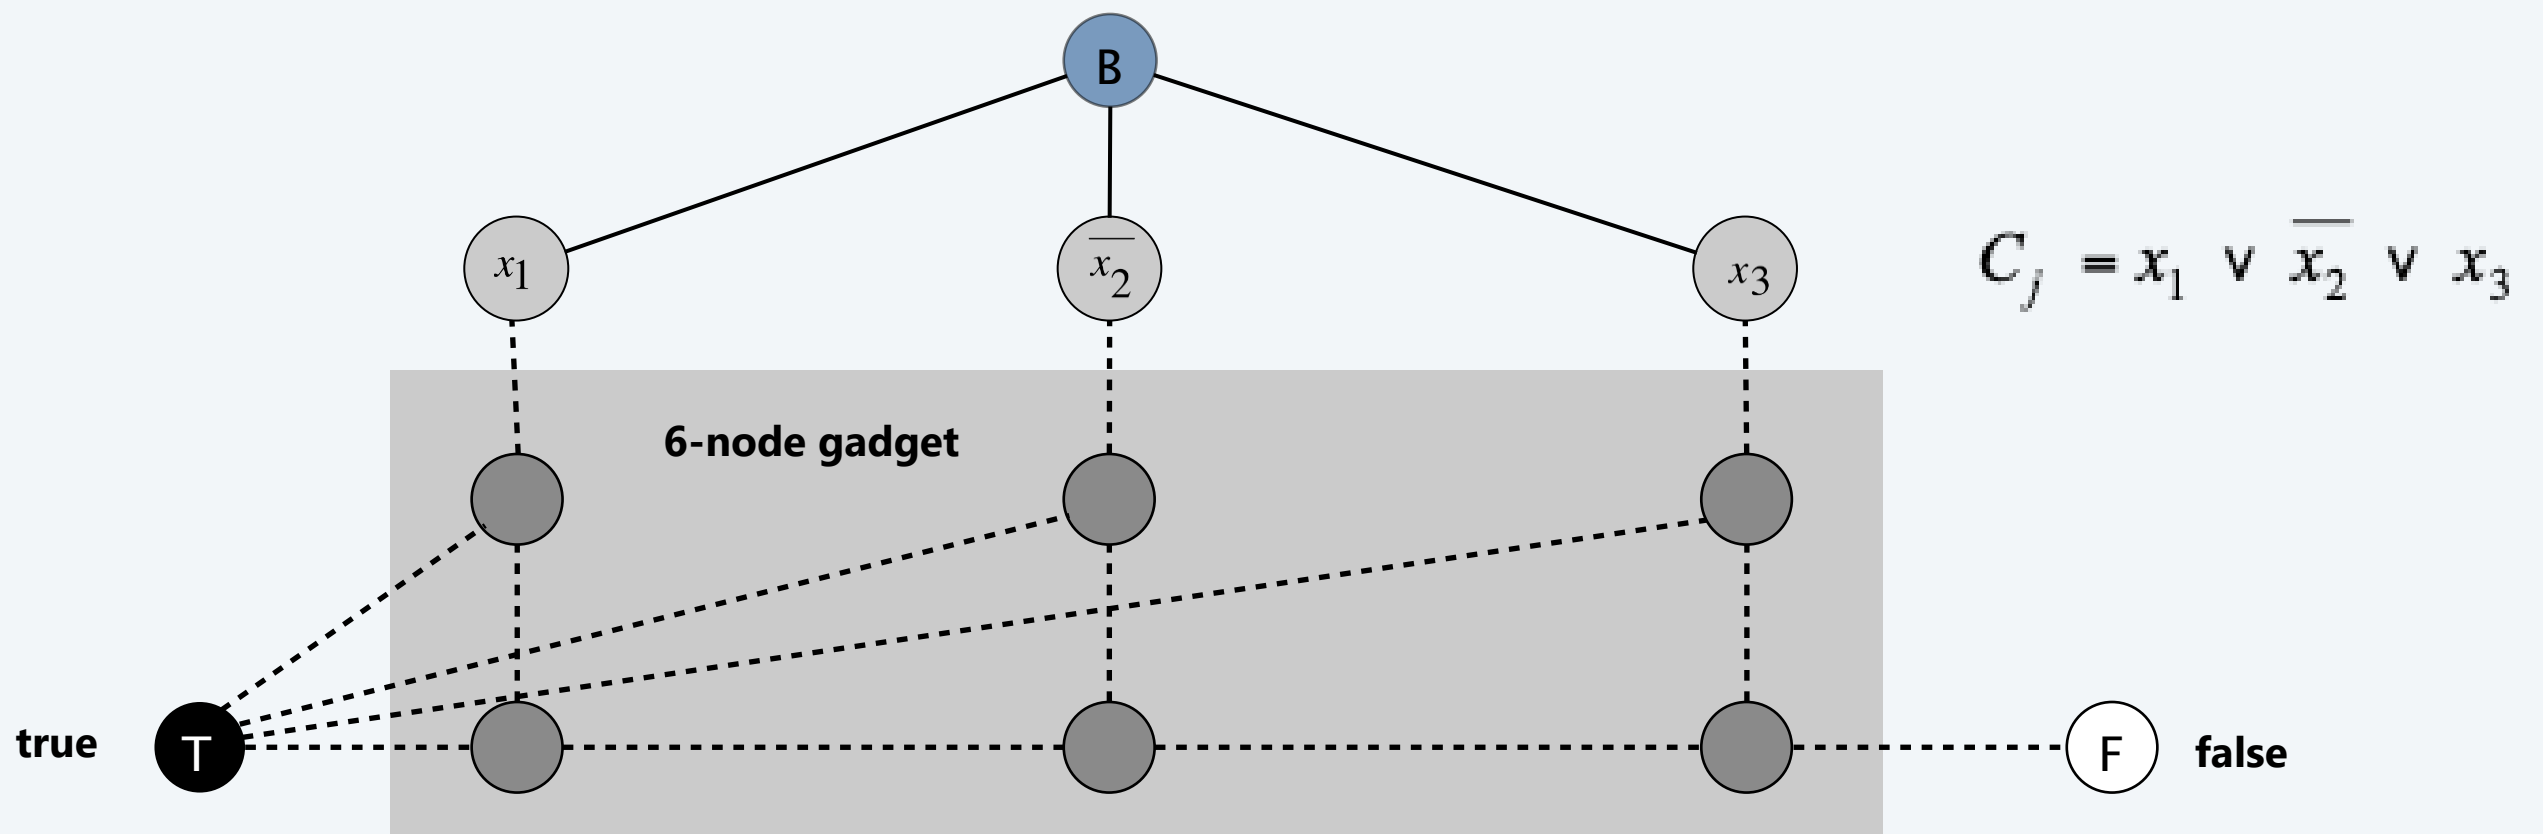 B
x₁
x̅₂
x₃
Cⱼ = x₁ ∨ x̅₂ ∨ x₃
6-node gadget
true
T
F
false